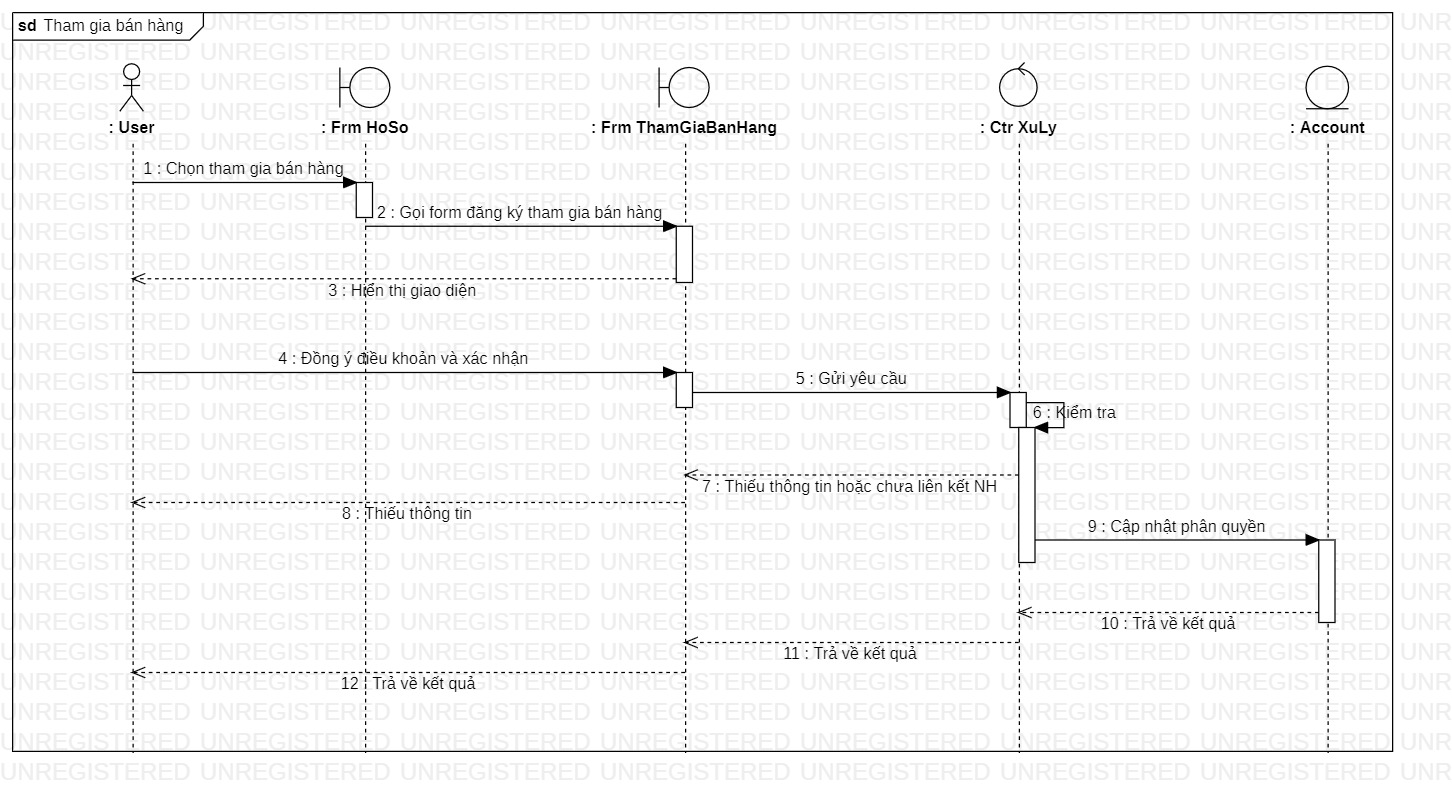 sd Tham gia bán hàng
: User
: Frm HoSo
: Frm ThamGiaBanHang
: Ctr XuLy
: Account
1 : Chọn tham gia bán hàng
2 : Gọi form đăng ký tham gia bán hàng
3 : Hiển thị giao diện
4 : Đồng ý điều khoản và xác nhận
5 : Gửi yêu cầu
6 : Kiểm tra
7 : Thiếu thông tin hoặc chưa liên kết NH
8 : Thiếu thông tin
9 : Cập nhật phân quyền
10 : Trả về kết quả
11 : Trả về kết quả
12 : Trả về kết quả
UNREGISTERED